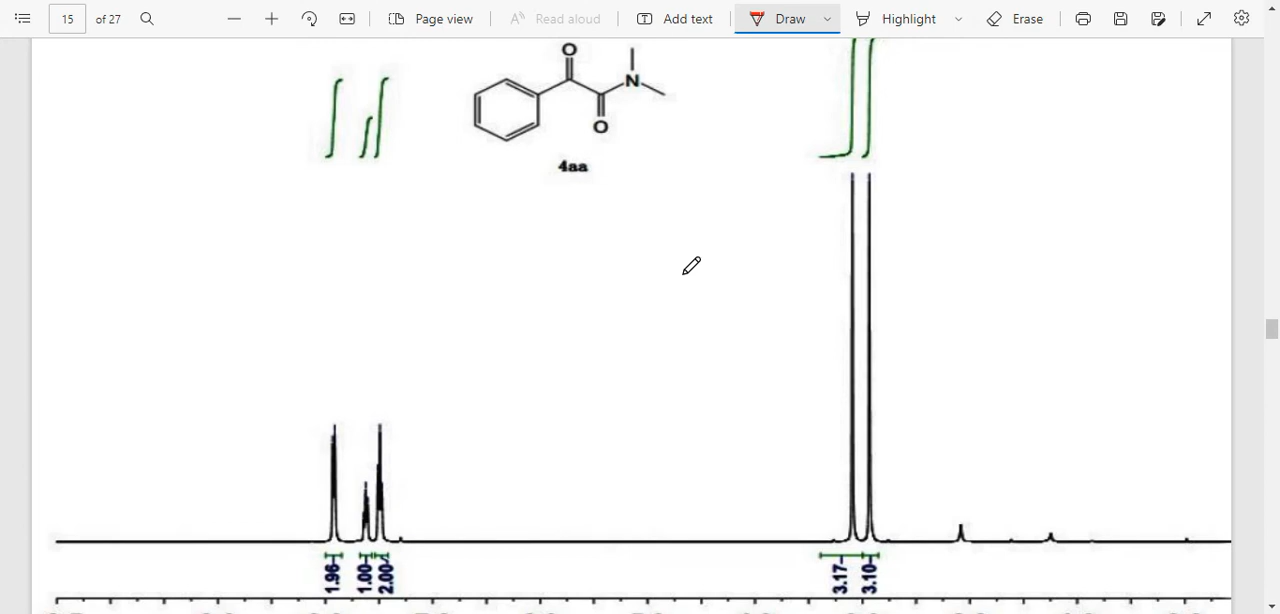 15 of 27 Page view Read aloud Add text Draw Highlight Erase
O
N
O
4aa
1.96
1.00
2.00
3.17
3.10